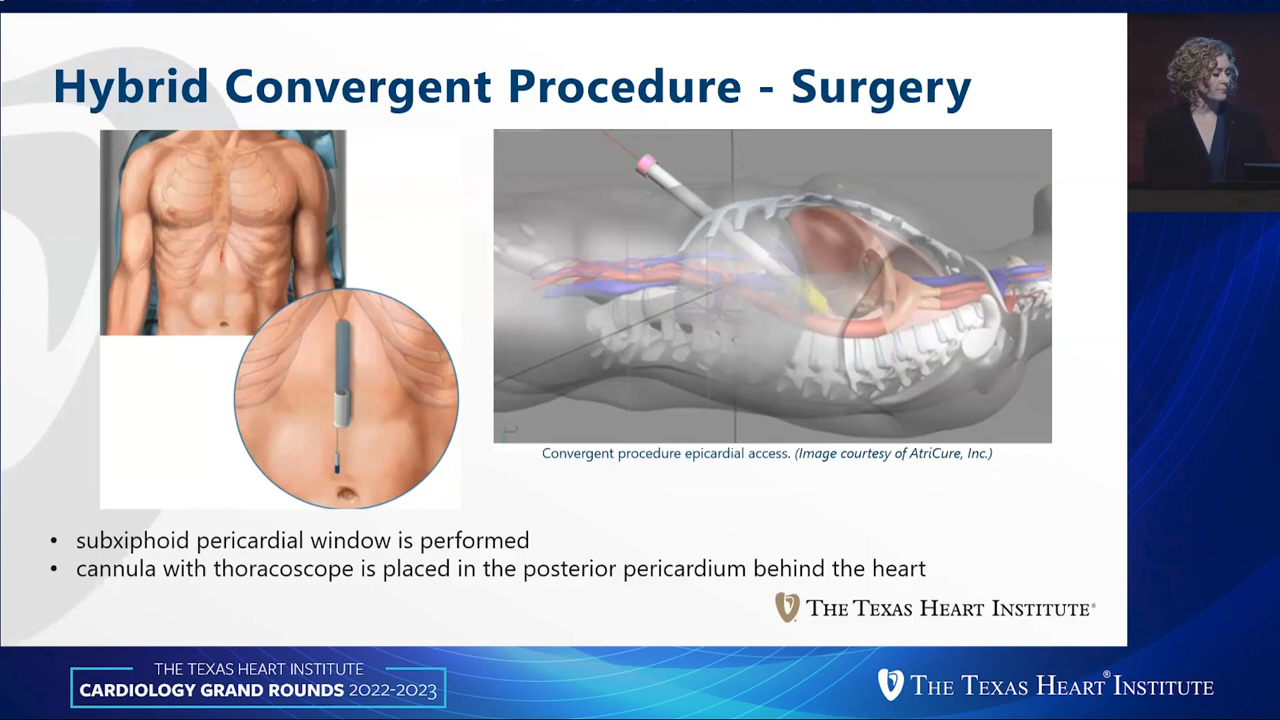 Hybrid Convergent Procedure - Surgery
Convergent procedure epicardial access. (Image courtesy of AtriCure, Inc.)
• subxiphoid pericardial window is performed
• cannula with thoracoscope is placed in the posterior pericardium behind the heart
THE TEXAS HEART INSTITUTE®
THE TEXAS HEART INSTITUTE
CARDIOLOGY GRAND ROUNDS 2022-2023
THE TEXAS HEART® INSTITUTE